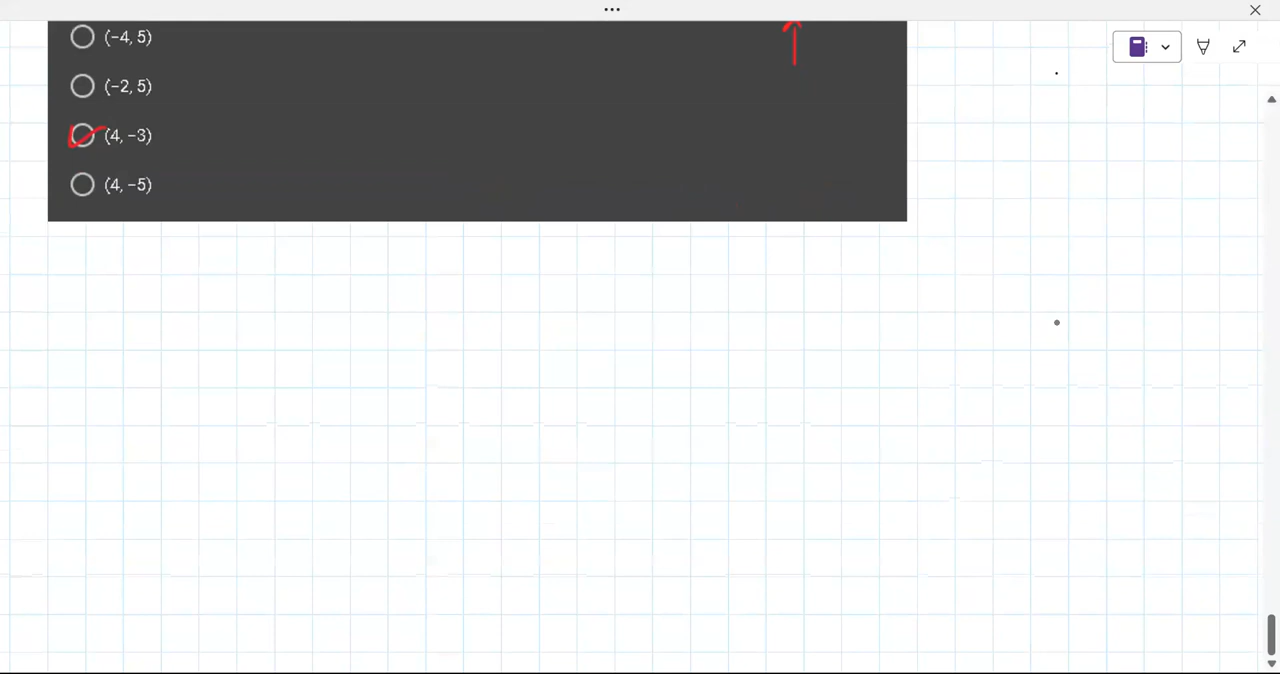 (−4, 5)
(−2, 5)
(4, −3)
(4, −5)